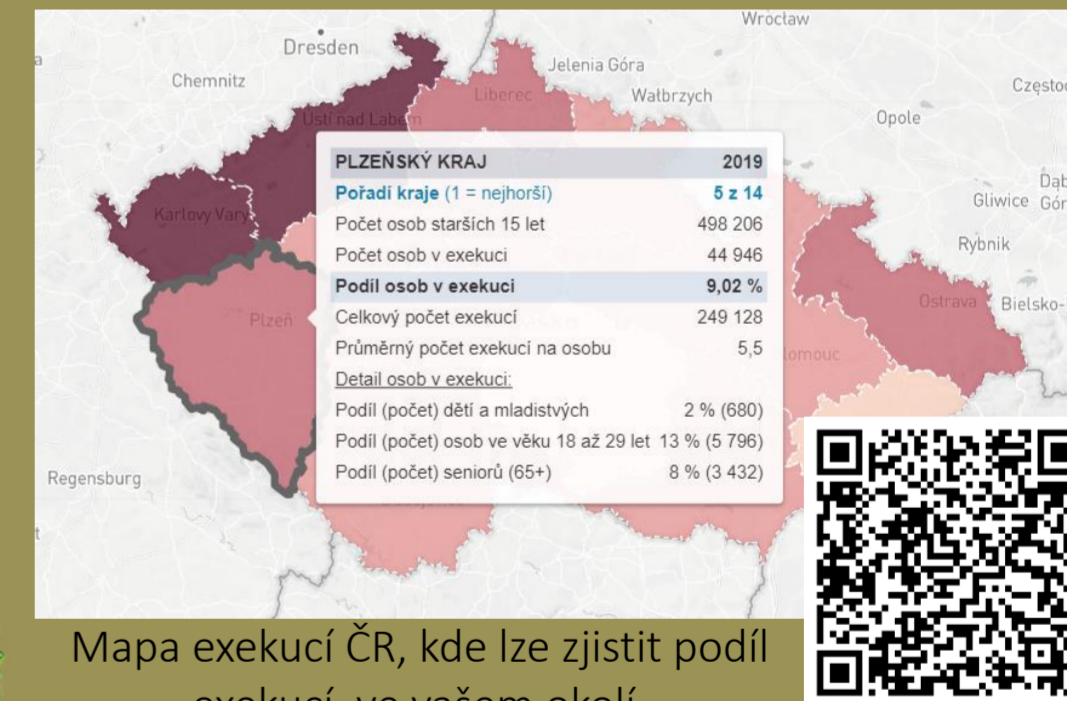 Wrocław
Dresden
Chemnitz
Jelenia Góra
Liberec
Wałbrzych
Ústí nad Labem
Opole
Karlovy Vary
Gliwice
Rybnik
Ostrava
Bielsko-
Plzeň
Regensburg
PLZEŇSKÝ KRAJ 2019
Pořadí kraje (1 = nejhorší) 5 z 14
Počet osob starších 15 let 498 206
Počet osob v exekuci 44 946
Podíl osob v exekuci 9,02 %
Celkový počet exekucí 249 128
Průměrný počet exekucí na osobu 5,5
Detail osob v exekuci:
Podíl (počet) dětí a mladistvých 2 % (680)
Podíl (počet) osob ve věku 18 až 29 let 13 % (5 796)
Podíl (počet) seniorů (65+) 8 % (3 432)
Mapa exekucí ČR, kde lze zjistit podíl
exekucí ve vašem okolí